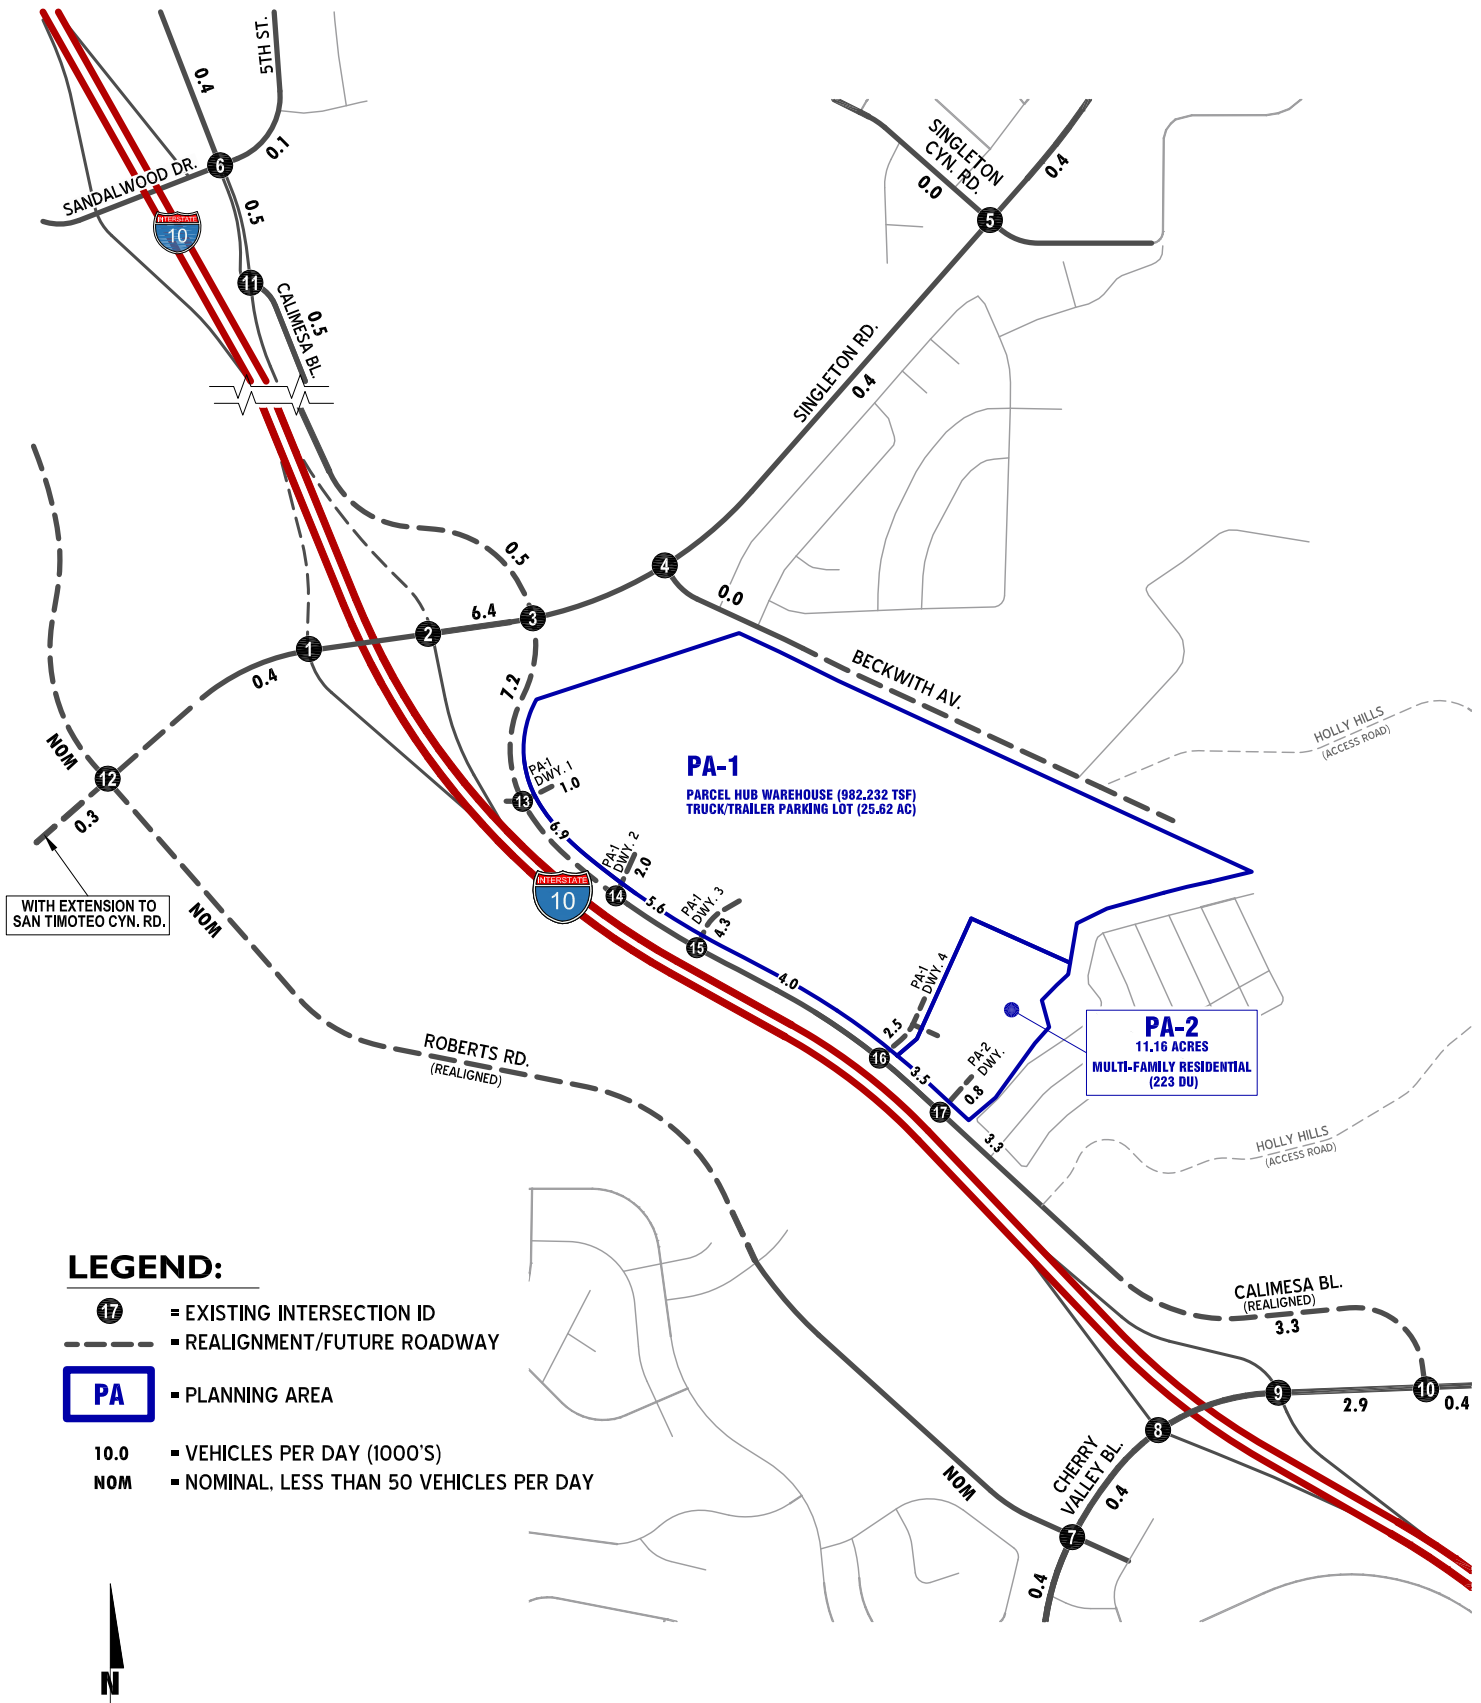 5TH ST.
0.4
0.1
6
SANDALWOOD DR.
0.5
INTERSTATE
10
11
CALIMESA BL.
0.5
SINGLETON
CYN. RD.
0.0
0.4
5
SINGLETON RD.
0.4
0.5
4
0.0
6.4
3
2
1
0.4
7.2
BECKWITH AV.
NOM
12
0.3
WITH EXTENSION TO
SAN TIMOTEO CYN. RD.
NOM
PA-1
DWY. 1
1.0
13
PA-1
PARCEL HUB WAREHOUSE (982.232 TSF)
TRUCK/TRAILER PARKING LOT (25.62 AC)
HOLLY HILLS
(ACCESS ROAD)
6.9
PA-1
DWY. 2
2.0
14
INTERSTATE
10
5.6
PA-1
DWY. 3
4.3
15
4.0
PA-1
DWY. 4
2.5
16
3.5
PA-2
DWY.
0.8
17
3.3
PA-2
11.16 ACRES
MULTI-FAMILY RESIDENTIAL
(223 DU)
ROBERTS RD.
(REALIGNED)
HOLLY HILLS
(ACCESS ROAD)
CALIMESA BL.
(REALIGNED)
3.3
9
2.9
10
0.4
8
CHERRY
VALLEY BL.
0.4
NOM
7
0.4
LEGEND:
17 = EXISTING INTERSECTION ID
= REALIGNMENT/FUTURE ROADWAY
PA = PLANNING AREA
10.0 = VEHICLES PER DAY (1000'S)
NOM = NOMINAL, LESS THAN 50 VEHICLES PER DAY
N